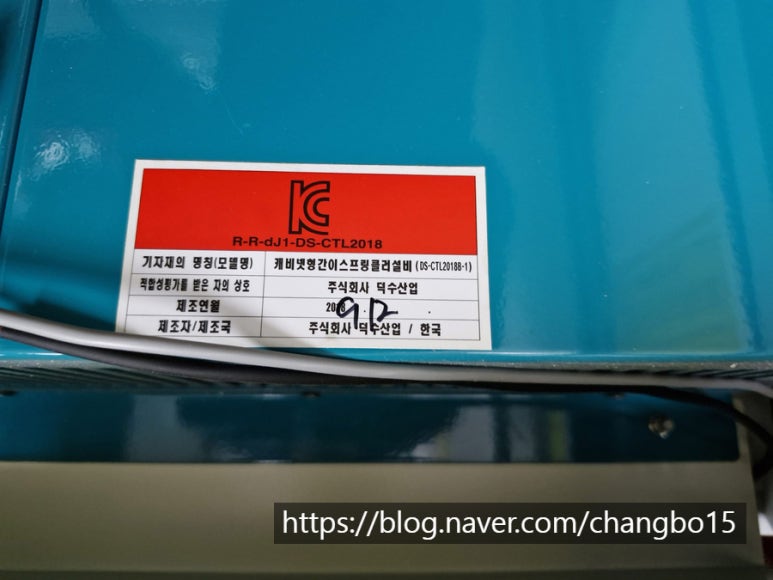 KC
R-R-dJ1-DS-CTL2018
기자재의 명칭(모델명) 캐비넷형간이스프링클러설비 (DS-CTL2018B-1)
적합성평가를 받은 자의 상호 주식회사 덕수산업
제조연월
제조자/제조국 주식회사 덕수산업 / 한국
https://blog.naver.com/changbo15